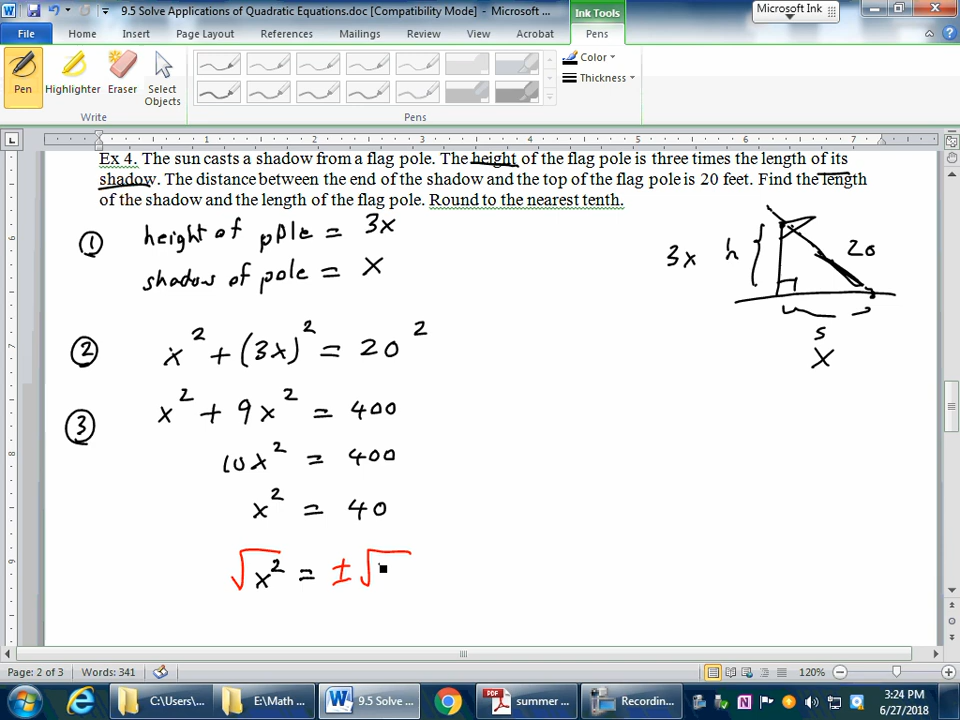 9.5 Solve Applications of Quadratic Equations.doc [Compatibility Mode] - Microsoft ...
Ink Tools
Microsoft Ink
File Home Insert Page Layout References Mailings Review View Acrobat Pens
Pen Highlighter Eraser Select Objects
Color
Thickness
Write Pens
1 2 3 4 5 6 7
Ex 4. The sun casts a shadow from a flag pole. The height of the flag pole is three times the length of its
shadow. The distance between the end of the shadow and the top of the flag pole is 20 feet. Find the length
of the shadow and the length of the flag pole. Round to the nearest tenth.
① height of pole = 3x
shadow of pole = x
3x h 20
s
x
② x² + (3x)² = 20²
③ x² + 9x² = 400
10x² = 400
x² = 40
√x² = ±√
Page: 2 of 3 Words: 341 120%
C:\Users\... E:\Math ... 9.5 Solve ... summer ... Recordin...
3:24 PM
6/27/2018